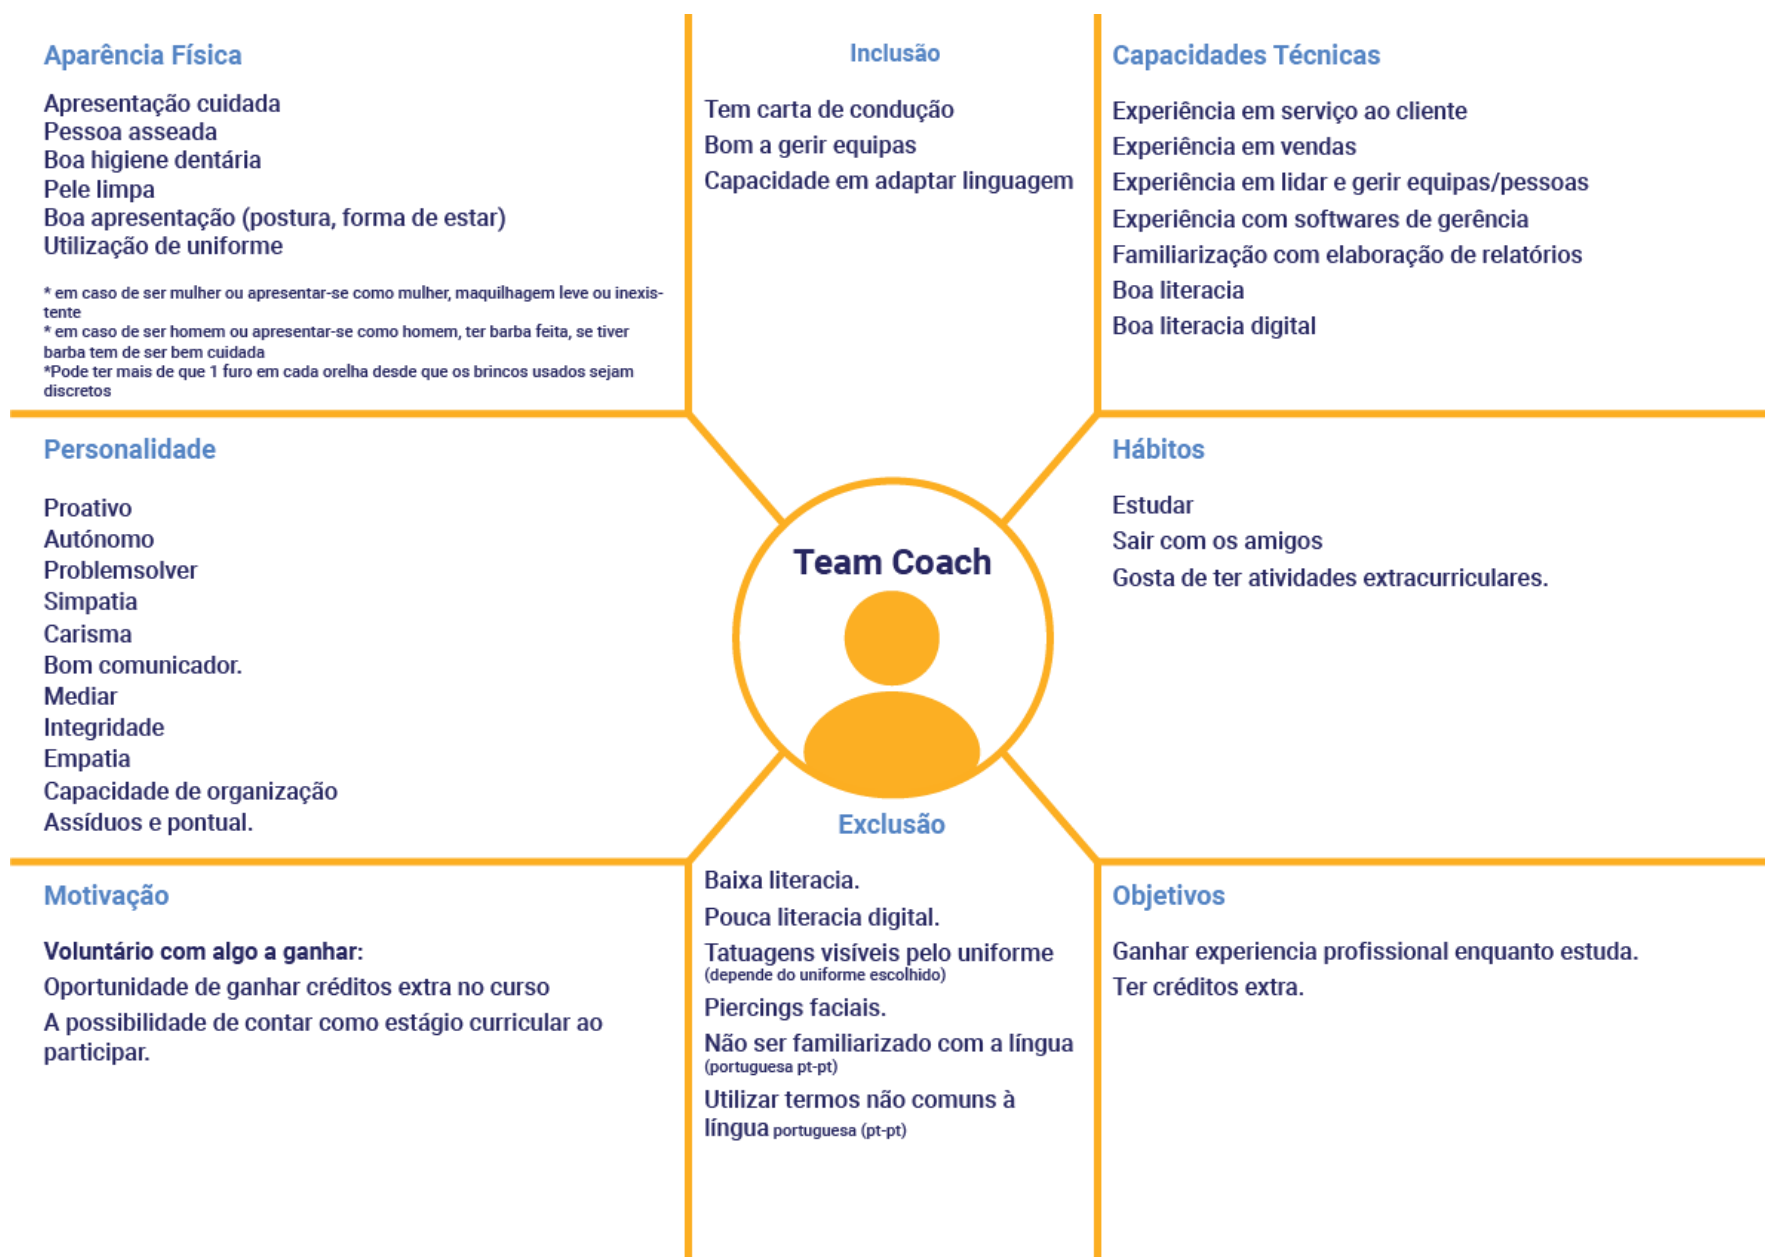 Aparência Física
Apresentação cuidada
Pessoa asseada
Boa higiene dentária
Pele limpa
Boa apresentação (postura, forma de estar)
Utilização de uniforme
* em caso de ser mulher ou apresentar-se como mulher, maquilhagem leve ou inexis-
tente
* em caso de ser homem ou apresentar-se como homem, ter barba feita, se tiver
barba tem de ser bem cuidada
*Pode ter mais de que 1 furo em cada orelha desde que os brincos usados sejam
discretos
Inclusão
Tem carta de condução
Bom a gerir equipas
Capacidade em adaptar linguagem
Capacidades Técnicas
Experiência em serviço ao cliente
Experiência em vendas
Experiência em lidar e gerir equipas/pessoas
Experiência com softwares de gerência
Familiarização com elaboração de relatórios
Boa literacia
Boa literacia digital
Personalidade
Proativo
Autónomo
Problemsolver
Simpatia
Carisma
Bom comunicador.
Mediar
Integridade
Empatia
Capacidade de organização
Assíduos e pontual.
Team Coach
Hábitos
Estudar
Sair com os amigos
Gosta de ter atividades extracurriculares.
Motivação
Voluntário com algo a ganhar:
Oportunidade de ganhar créditos extra no curso
A possibilidade de contar como estágio curricular ao
participar.
Exclusão
Baixa literacia.
Pouca literacia digital.
Tatuagens visíveis pelo uniforme
(depende do uniforme escolhido)
Piercings faciais.
Não ser familiarizado com a língua
(portuguesa pt-pt)
Utilizar termos não comuns à
língua portuguesa (pt-pt)
Objetivos
Ganhar experiencia profissional enquanto estuda.
Ter créditos extra.